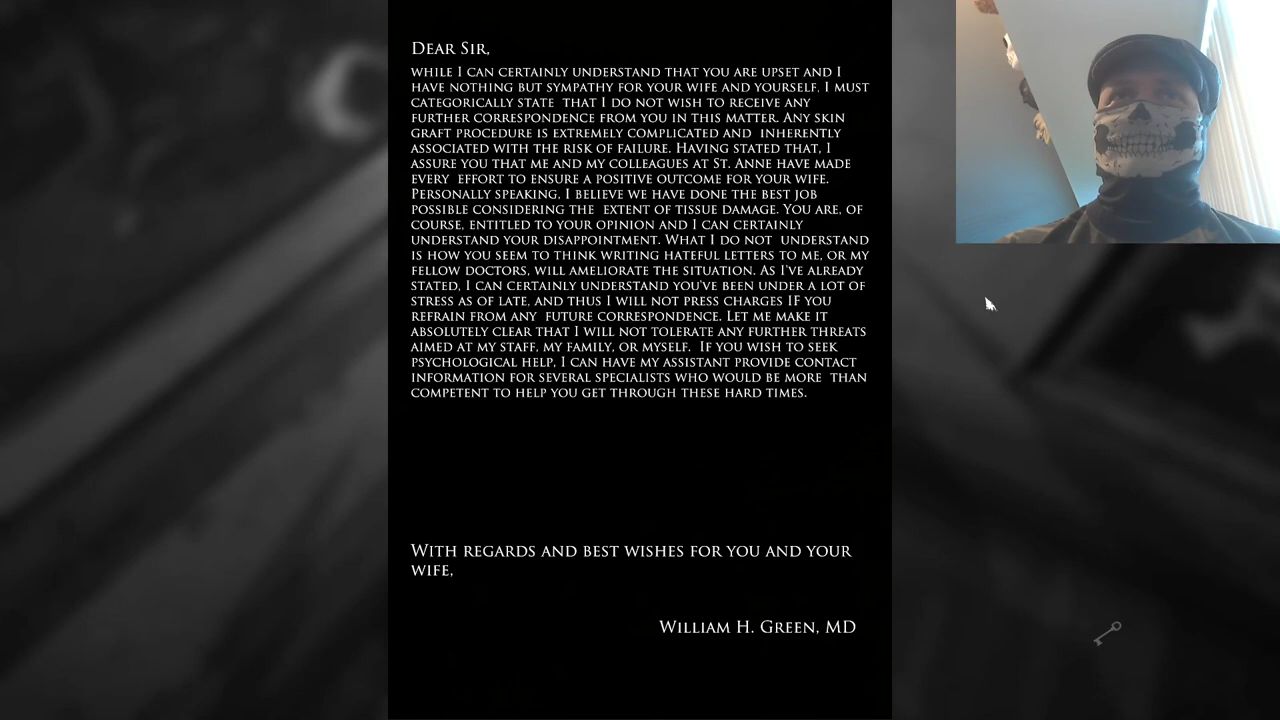 Dear Sir,
while I can certainly understand that you are upset and I
have nothing but sympathy for your wife and yourself, I must
categorically state that I do not wish to receive any
further correspondence from you in this matter. Any skin
graft procedure is extremely complicated and inherently
associated with the risk of failure. Having stated that, I
assure you that me and my colleagues at St. Anne have made
every effort to ensure a positive outcome for your wife.
Personally speaking, I believe we have done the best job
possible considering the extent of tissue damage. You are, of
course, entitled to your opinion and I can certainly
understand your disappointment. What I do not understand
is how you seem to think writing hateful letters to me, or my
fellow doctors, will ameliorate the situation. As I've already
stated, I can certainly understand you've been under a lot of
stress as of late, and thus I will not press charges IF you
refrain from any future correspondence. Let me make it
absolutely clear that I will not tolerate any further threats
aimed at my staff, my family, or myself. If you wish to seek
psychological help, I can have my assistant provide contact
information for several specialists who would be more than
competent to help you get through these hard times.
With regards and best wishes for you and your
wife,
William H. Green, MD